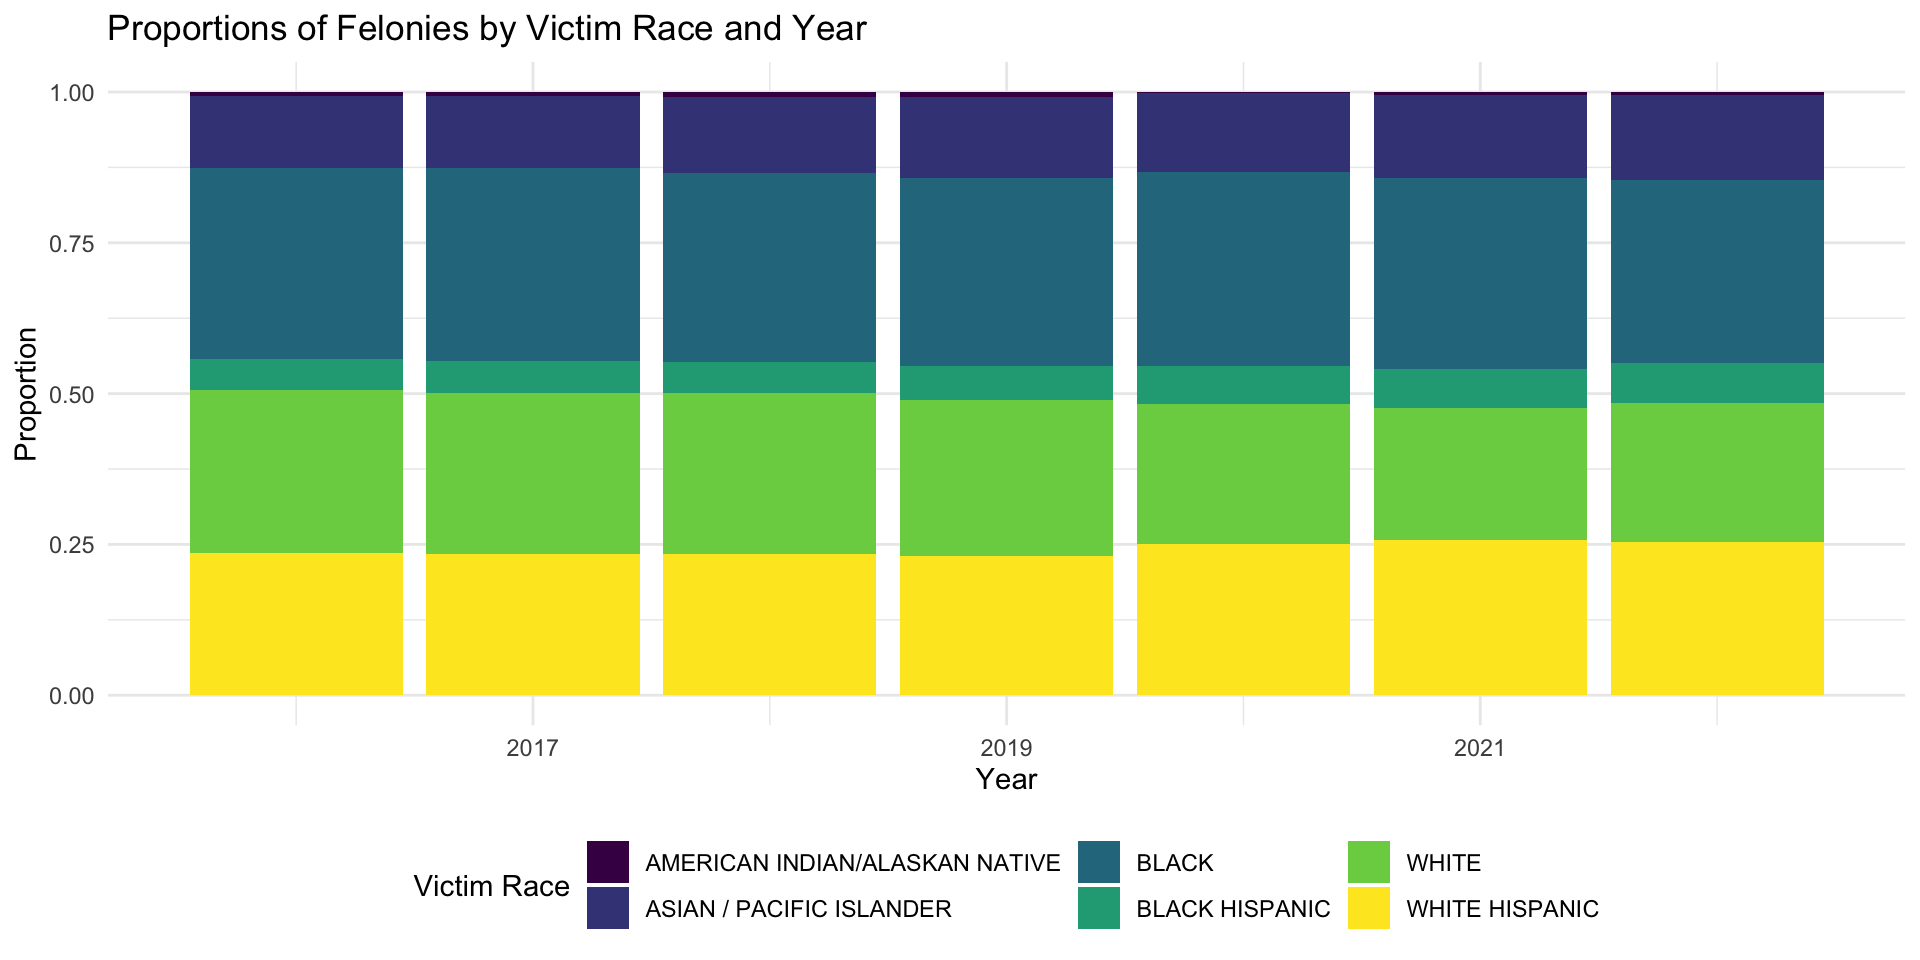 Proportions of Felonies by Victim Race and Year
1.00
0.75
0.50
0.25
0.00
Proportion
2017 2019 2021
Year
Victim Race
AMERICAN INDIAN/ALASKAN NATIVE BLACK WHITE
ASIAN / PACIFIC ISLANDER BLACK HISPANIC WHITE HISPANIC